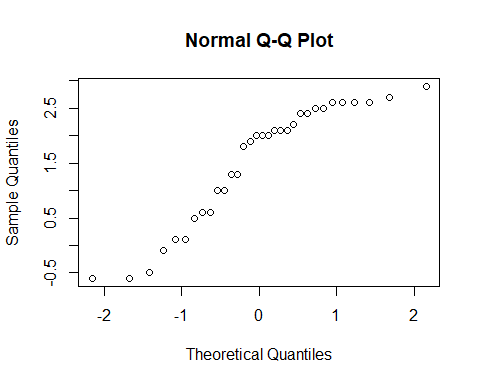 Normal Q-Q Plot
Sample Quantiles
2.5
1.5
0.5
-0.5
-2 -1 0 1 2
Theoretical Quantiles